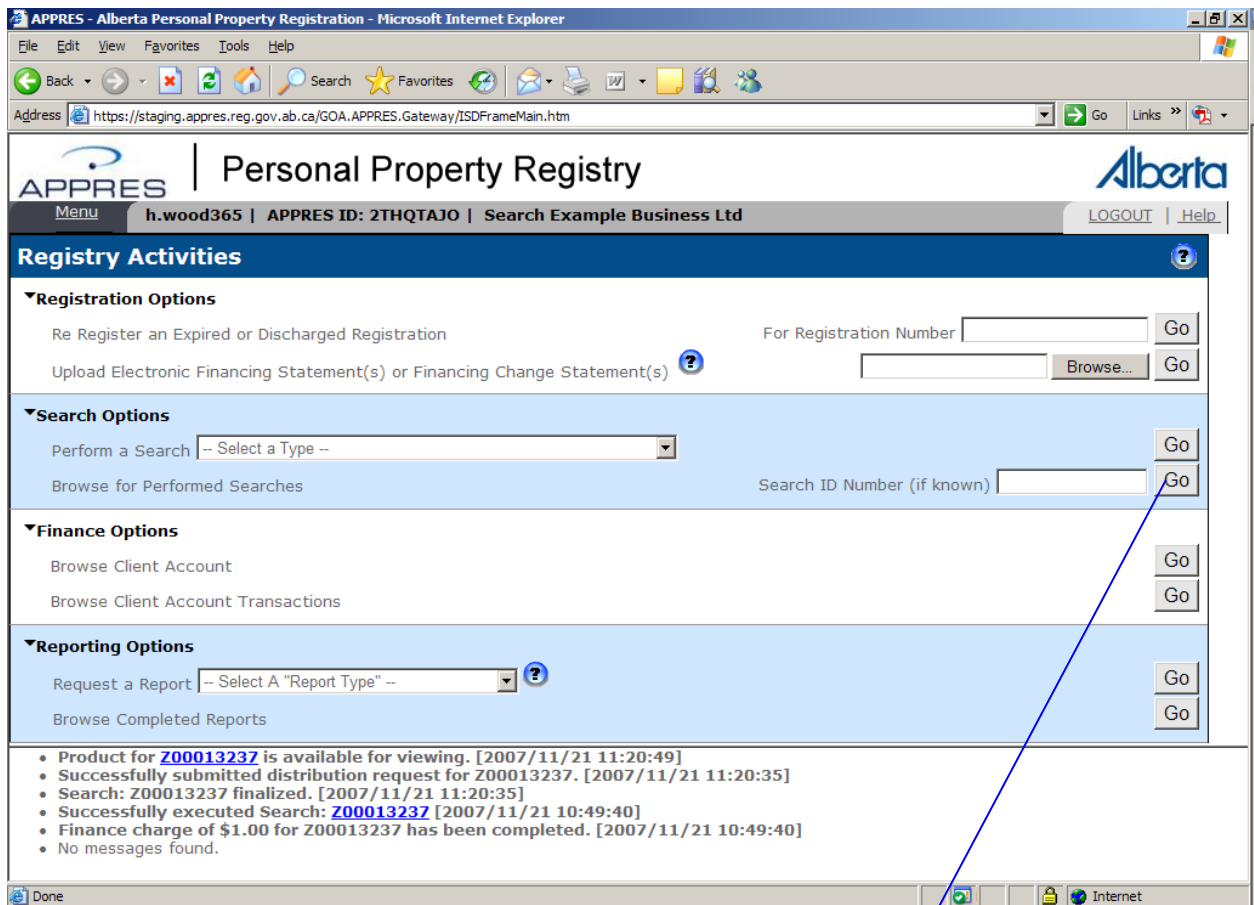 APPRES - Alberta Personal Property Registration - Microsoft Internet Explorer
File Edit View Favorites Tools Help
Back Search Favorites
Address https://staging.appres.reg.gov.ab.ca/GOA.APPRES.Gateway/ISDFrameMain.htm Go Links »
APPRES Personal Property Registry Alberta
Menu h.wood365 | APPRES ID: 2THQTAJO | Search Example Business Ltd LOGOUT | Help
Registry Activities ?
Registration Options
Re Register an Expired or Discharged Registration For Registration Number Go
Upload Electronic Financing Statement(s) or Financing Change Statement(s) ? Browse... Go
Search Options
Perform a Search -- Select a Type -- Go
Browse for Performed Searches Search ID Number (if known) Go
Finance Options
Browse Client Account Go
Browse Client Account Transactions Go
Reporting Options
Request a Report -- Select A "Report Type" -- ? Go
Browse Completed Reports Go
• Product for Z00013237 is available for viewing. [2007/11/21 11:20:49]
• Successfully submitted distribution request for Z00013237. [2007/11/21 11:20:35]
• Search: Z00013237 finalized. [2007/11/21 11:20:35]
• Successfully executed Search: Z00013237 [2007/11/21 10:49:40]
• Finance charge of $1.00 for Z00013237 has been completed. [2007/11/21 10:49:40]
• No messages found.
Done Internet